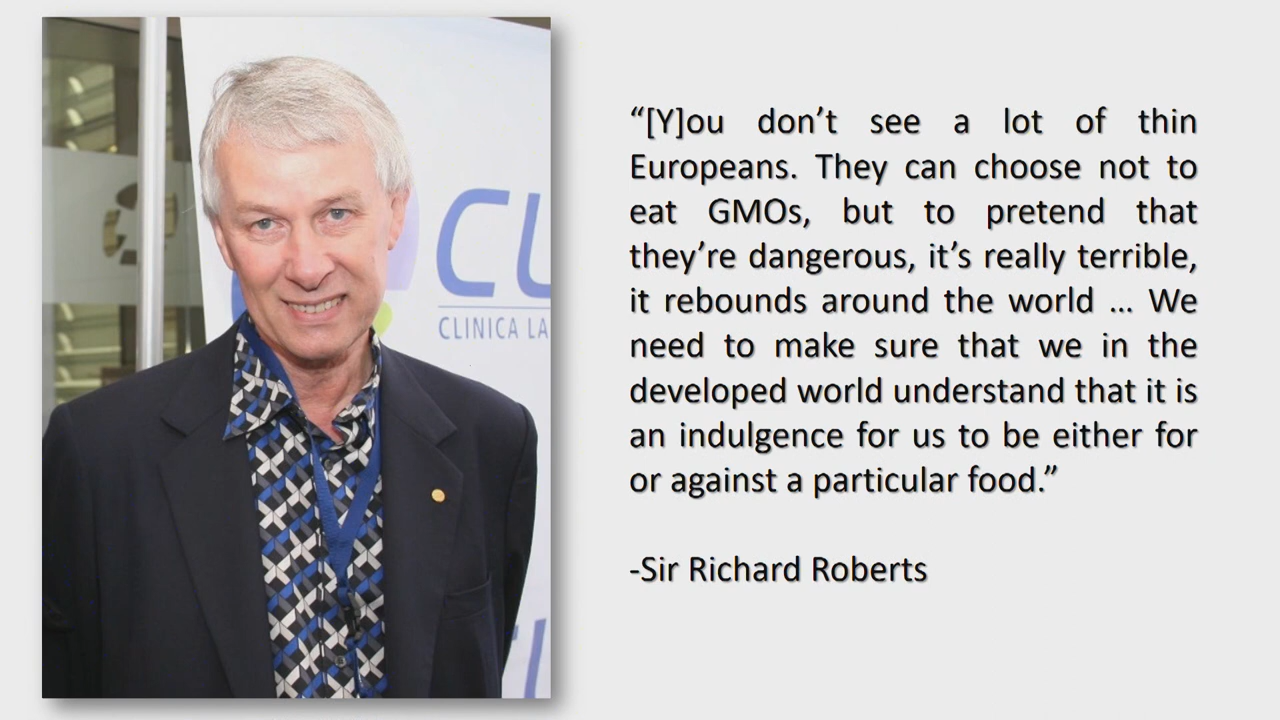 CL
CLINICA LA
“[Y]ou don’t see a lot of thin
Europeans. They can choose not to
eat GMOs, but to pretend that
they’re dangerous, it’s really terrible,
it rebounds around the world … We
need to make sure that we in the
developed world understand that it is
an indulgence for us to be either for
or against a particular food.”
-Sir Richard Roberts